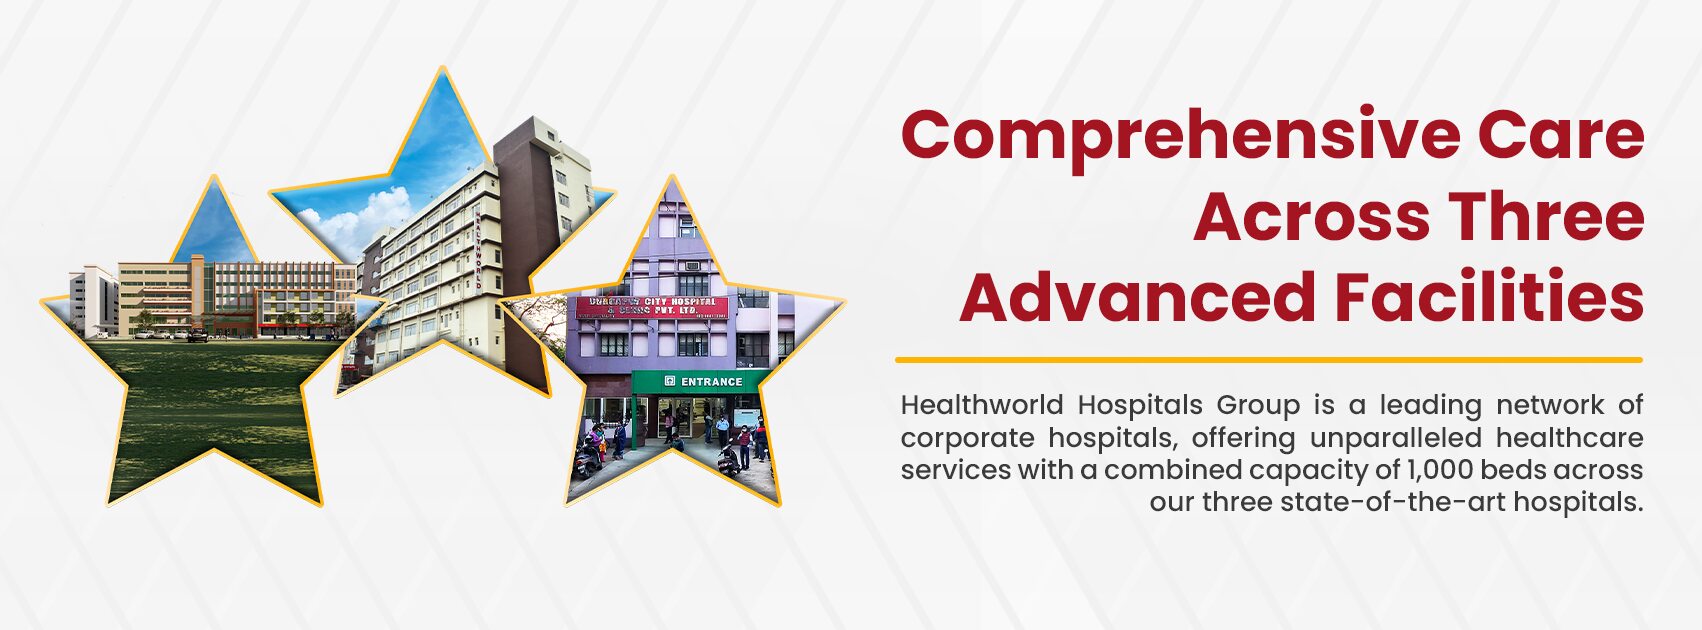 Comprehensive Care
Across Three
Advanced Facilities
Healthworld Hospitals Group is a leading network of
corporate hospitals, offering unparalleled healthcare
services with a combined capacity of 1,000 beds across
our three state-of-the-art hospitals.
HEALTHWORLD
DURGAPUR CITY HOSPITAL
PVT. LTD.
ENTRANCE